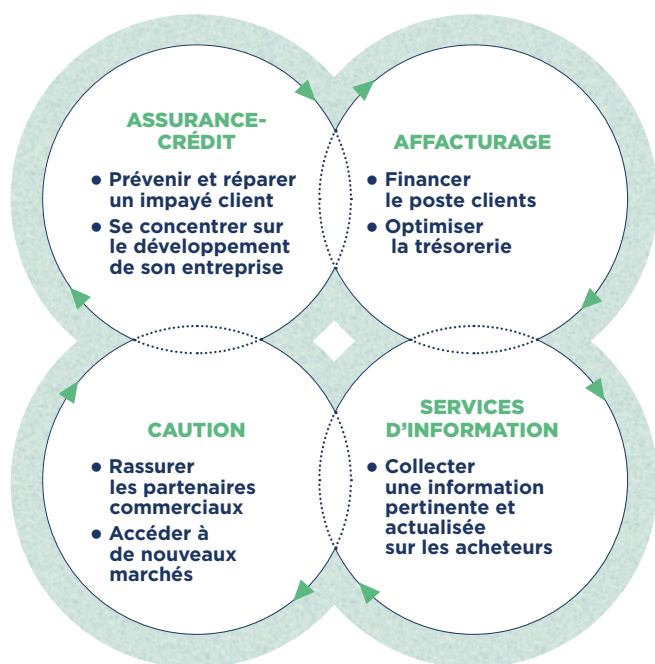 ASSURANCE-
CRÉDIT
• Prévenir et réparer
un impayé client
• Se concentrer sur
le développement
de son entreprise
AFFACTURAGE
• Financer
le poste clients
• Optimiser
la trésorerie
CAUTION
• Rassurer
les partenaires
commerciaux
• Accéder à
de nouveaux
marchés
SERVICES
D'INFORMATION
• Collecter
une information
pertinente et
actualisée
sur les acheteurs